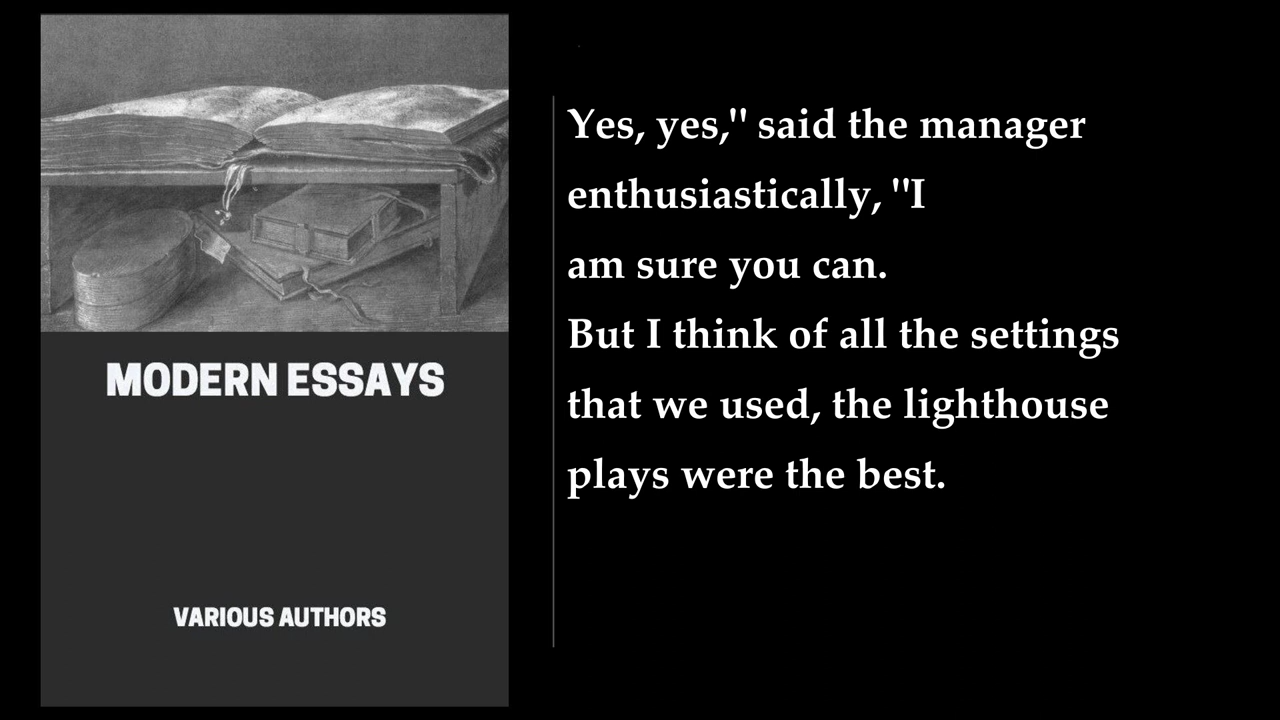 MODERN ESSAYS
VARIOUS AUTHORS
Yes, yes," said the manager
enthusiastically, "I
am sure you can.
But I think of all the settings
that we used, the lighthouse
plays were the best.